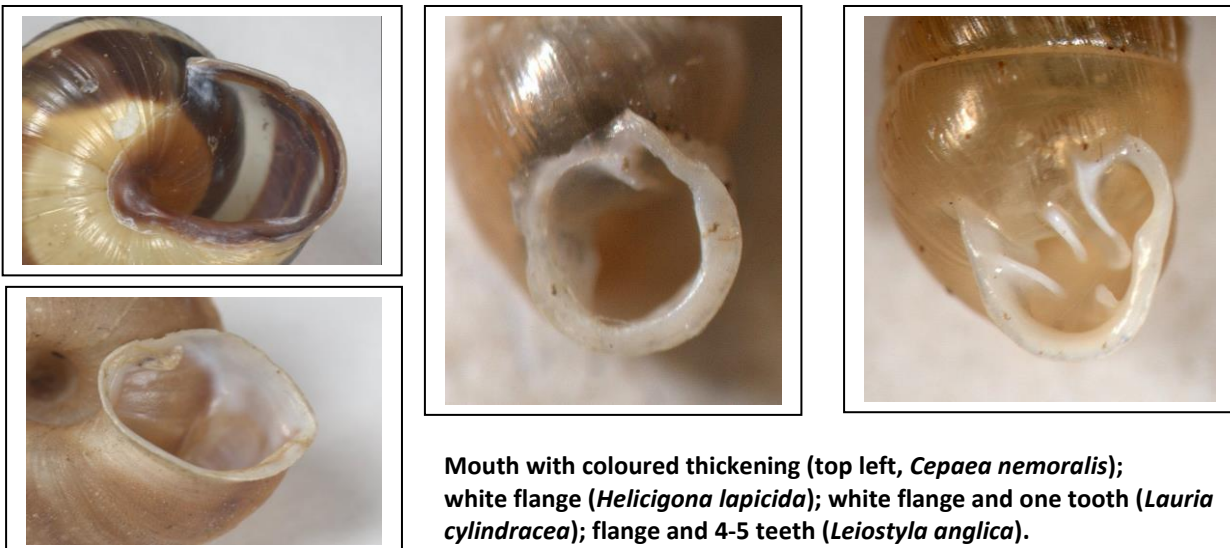 Mouth with coloured thickening (top left, Cepaea nemoralis);
white flange (Helicigona lapicida); white flange and one tooth (Lauria
cylindracea); flange and 4-5 teeth (Leiostyla anglica).